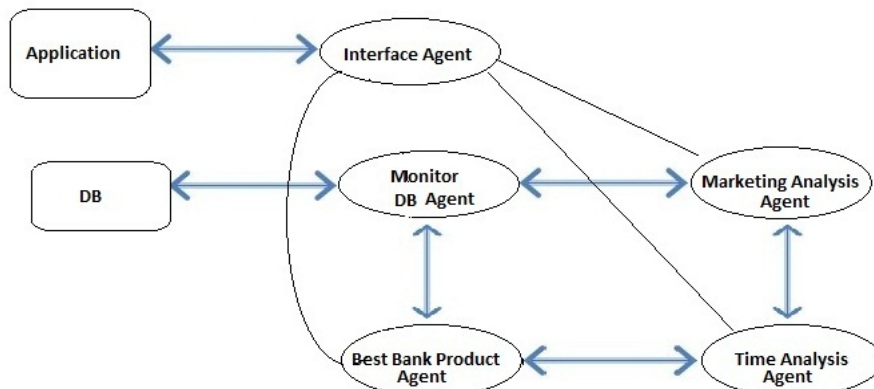 Application
Interface Agent
DB
Monitor
DB Agent
Marketing Analysis
Agent
Best Bank Product
Agent
Time Analysis
Agent